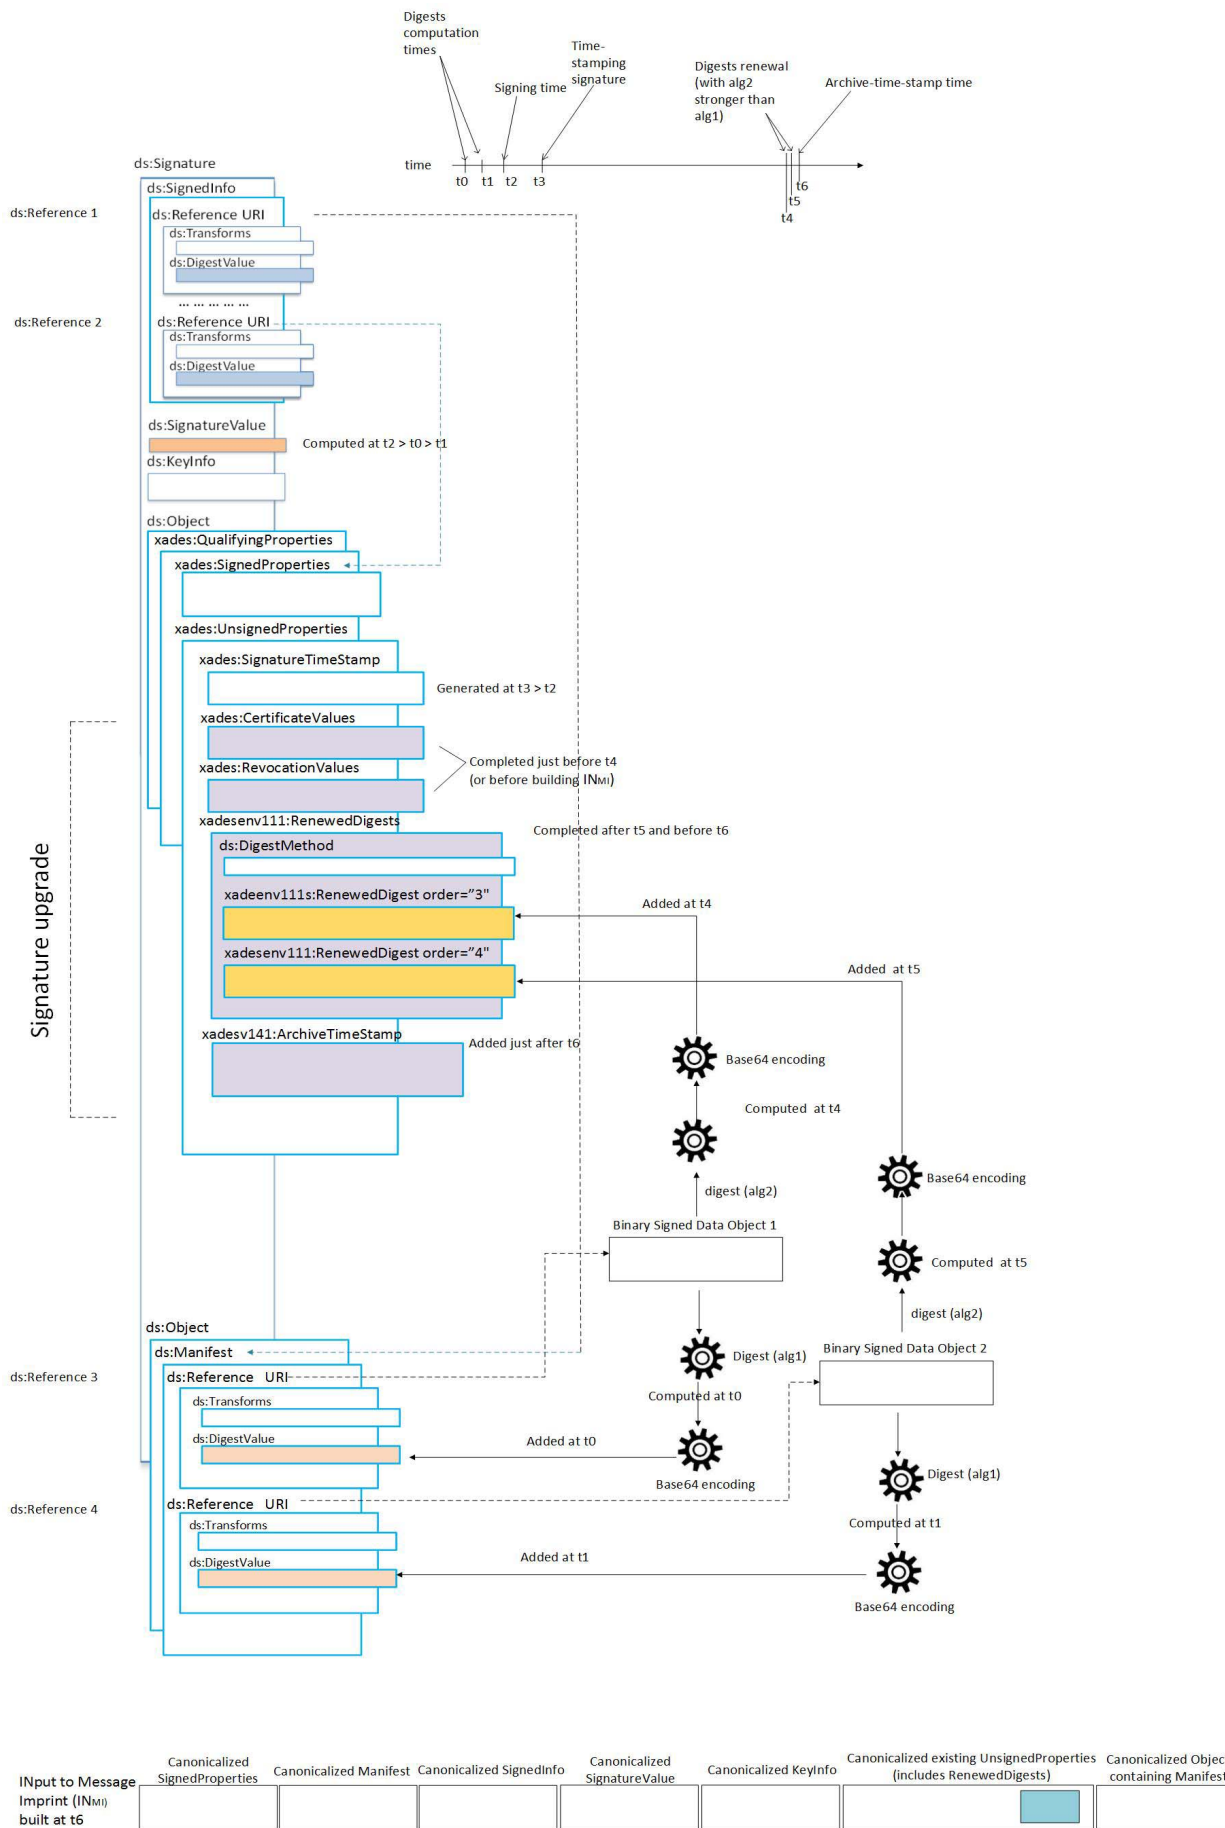 Digests
computation
times
Time-
stamping
signature
Signing time
Digests renewal
(with alg2
stronger than
alg1)
Archive-time-stamp time
time
t0
t1
t2
t3
t4
t5
t6
ds:Signature
ds:SignedInfo
ds:Reference 1
ds:Reference URI
ds:Transforms
ds:DigestValue
... ... ... ... ...
ds:Reference 2
ds:Reference URI
ds:Transforms
ds:DigestValue
ds:SignatureValue
Computed at t2 > t0 > t1
ds:KeyInfo
ds:Object
xades:QualifyingProperties
xades:SignedProperties
xades:UnsignedProperties
xades:SignatureTimeStamp
Generated at t3 > t2
xades:CertificateValues
Completed just before t4
(or before building INMI)
xades:RevocationValues
xadesenv111:RenewedDigests
Completed after t5 and before t6
ds:DigestMethod
xadeenv111s:RenewedDigest order="3"
Added at t4
xadesenv111:RenewedDigest order="4"
Added at t5
xadesv141:ArchiveTimeStamp
Added just after t6
Signature upgrade
Base64 encoding
Computed at t4
digest (alg2)
Binary Signed Data Object 1
Base64 encoding
Computed at t5
digest (alg2)
Binary Signed Data Object 2
ds:Object
ds:Manifest
ds:Reference 3
ds:Reference URI
ds:Transforms
ds:DigestValue
Digest (alg1)
Computed at t0
Added at t0
Base64 encoding
ds:Reference 4
ds:Reference URI
ds:Transforms
ds:DigestValue
Digest (alg1)
Computed at t1
Added at t1
Base64 encoding
INput to Message
Imprint (INMI)
built at t6
Canonicalized
SignedProperties
Canonicalized Manifest
Canonicalized SignedInfo
Canonicalized
SignatureValue
Canonicalized KeyInfo
Canonicalized existing UnsignedProperties
(includes RenewedDigests)
Canonicalized Objec
containing Manifest